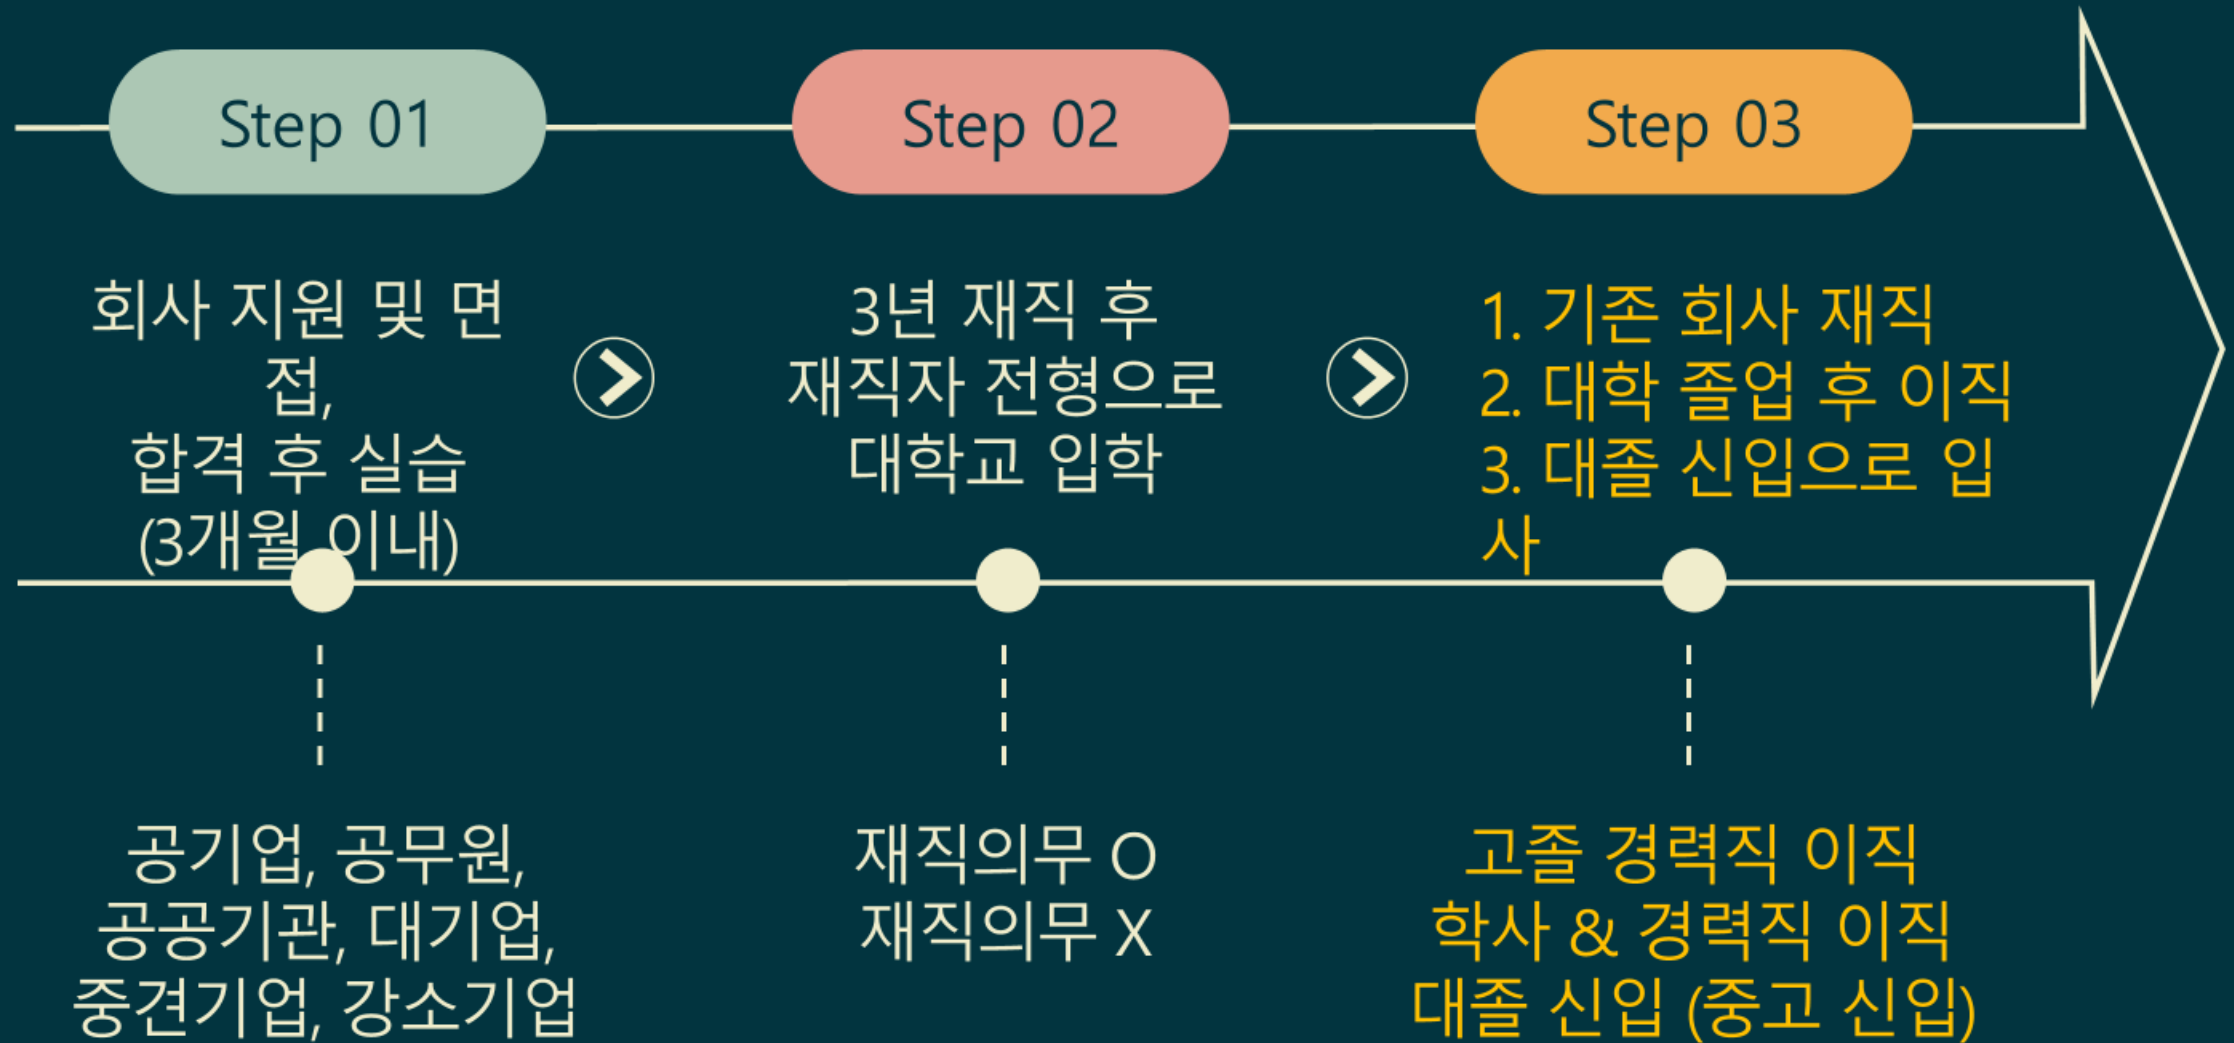 Step 01
Step 02
Step 03
회사 지원 및 면
접,
합격 후 실습
(3개월 이내)
3년 재직 후
재직자 전형으로
대학교 입학
1. 기존 회사 재직
2. 대학 졸업 후 이직
3. 대졸 신입으로 입
사
공기업, 공무원,
공공기관, 대기업,
중견기업, 강소기업
재직의무 O
재직의무 X
고졸 경력직 이직
학사 & 경력직 이직
대졸 신입 (중고 신입)